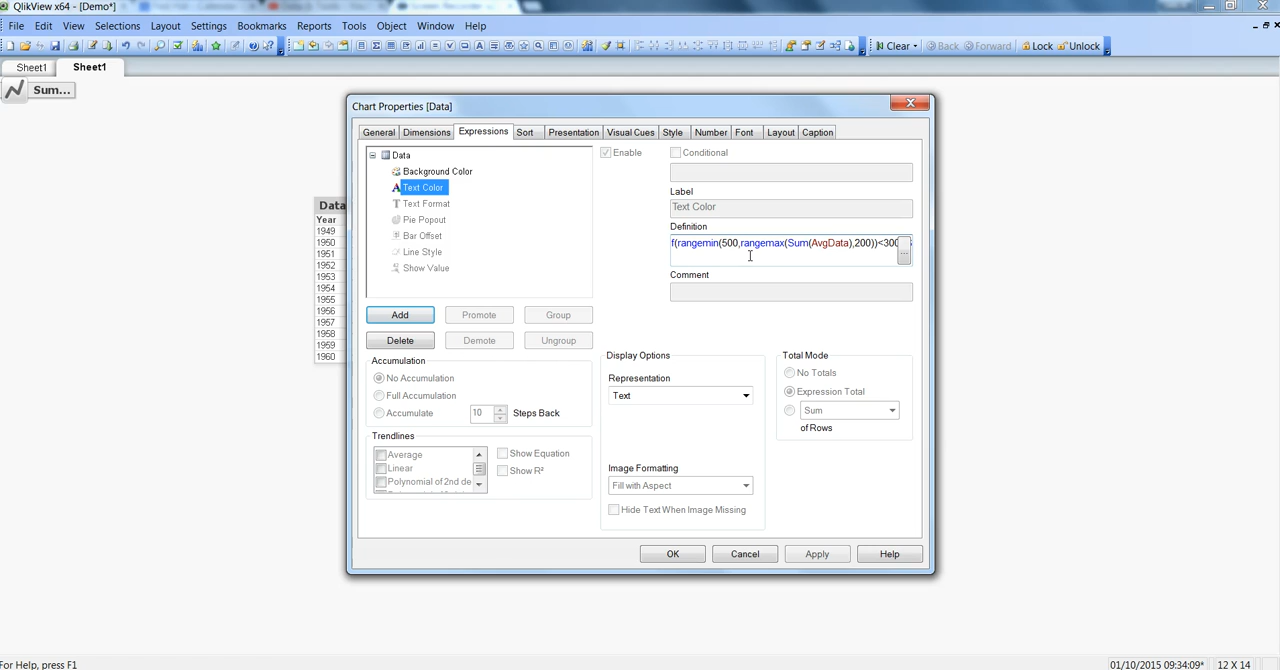 QlikView x64 - [Demo*]
File Edit View Selections Layout Settings Bookmarks Reports Tools Object Window Help
Clear Back Forward Lock Unlock
Sheet1 Sheet1
Sum...
Data
Year
1949
1950
1951
1952
1953
1954
1955
1956
1957
1958
1959
1960
Chart Properties [Data]
General Dimensions Expressions Sort Presentation Visual Cues Style Number Font Layout Caption
Data
Background Color
Text Color
Text Format
Pie Popout
Bar Offset
Line Style
Show Value
Add Promote Group
Delete Demote Ungroup
Accumulation
No Accumulation
Full Accumulation
Accumulate 10 Steps Back
Trendlines
Average
Linear
Polynomial of 2nd de
Show Equation
Show R²
Enable
Conditional
Label
Text Color
Definition
f(rangemin(500,rangemax(Sum(AvgData),200))<300
...
Comment
Display Options
Representation
Text
Image Formatting
Fill with Aspect
Hide Text When Image Missing
Total Mode
No Totals
Expression Total
Sum
of Rows
OK Cancel Apply Help
For Help, press F1
01/10/2015 09:34:09* 12 X 14